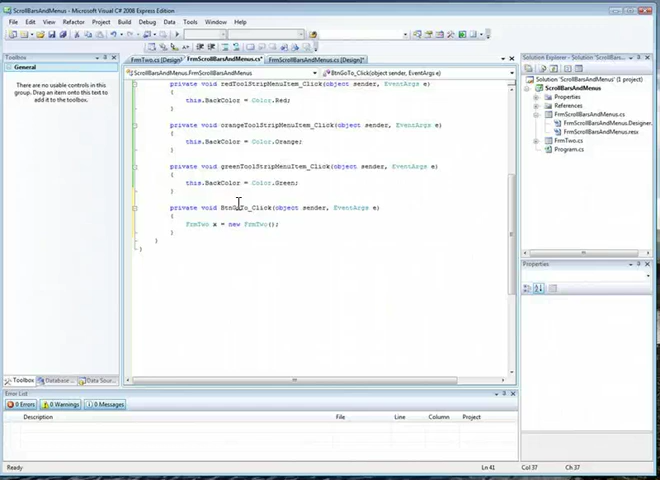 ScrollBarsAndMenus - Microsoft Visual C# 2008 Express Edition
File Edit View Refactor Project Build Debug Data Tools Window Help
Toolbox
FrmTwo.cs [Design] FrmScrollBarsAndMenus.cs* FrmScrollBarsAndMenus.cs [Design]*
Solution Explorer - ScrollBarsAndMenus
ScrollBarsAndMenus.FrmScrollBarsAndMenus
BtnGoTo_Click(object sender, EventArgs e)
General
There are no usable controls in this
group. Drag an item onto this text to
add it to the toolbox.
private void redToolStripMenuItem_Click(object sender, EventArgs e)
{
this.BackColor = Color.Red;
}
private void orangeToolStripMenuItem_Click(object sender, EventArgs e)
{
this.BackColor = Color.Orange;
}
private void greenToolStripMenuItem_Click(object sender, EventArgs e)
{
this.BackColor = Color.Green;
}
private void BtnGoTo_Click(object sender, EventArgs e)
{
FrmTwo x = new FrmTwo();
}
}
}
Solution 'ScrollBarsAndMenus' (1 project)
ScrollBarsAndMenus
Properties
References
FrmScrollBarsAndMenus.cs
FrmScrollBarsAndMenus.Designer
FrmScrollBarsAndMenus.resx
FrmTwo.cs
Program.cs
Properties
Toolbox Database Data Sour...
Error List
0 Errors 0 Warnings 0 Messages
Description File Line Column Project
Ready Ln 41 Col 37 Ch 37